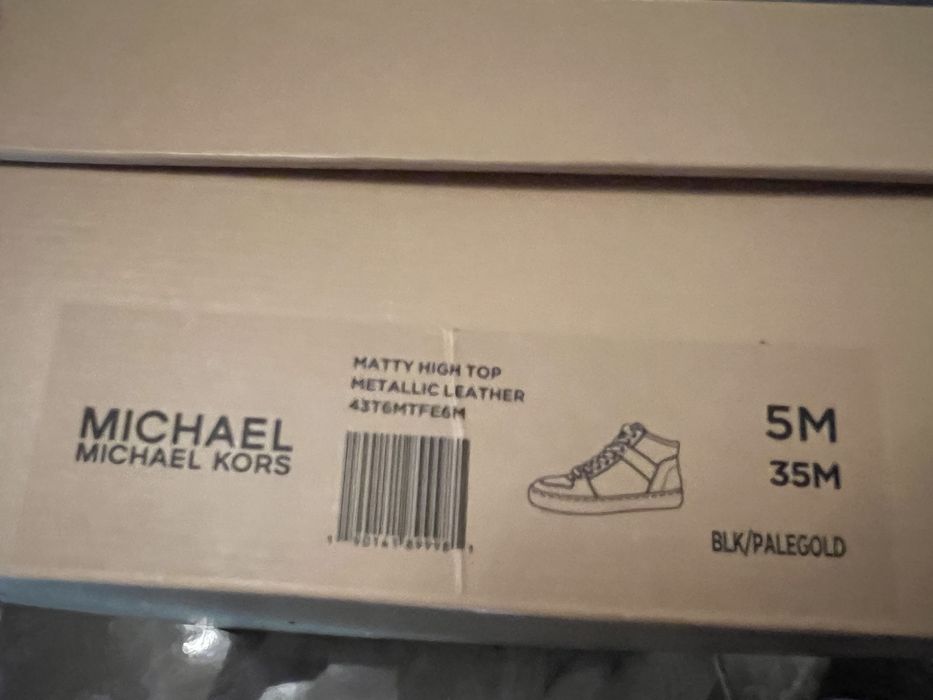 MICHAEL
MICHAEL KORS
MATTY HIGH TOP
METALLIC LEATHER
43T6MTFE6M
5M
35M
BLK/PALEGOLD